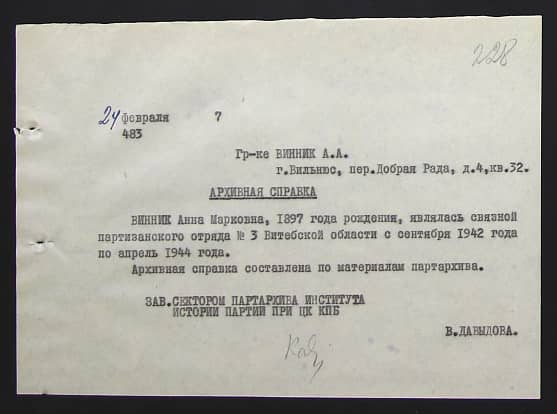 228
24 февраля 7
483
Гр-ке ВИННИК А.А.
г.Вильнюс, пер.Добрая Рада, д.4,кв.32.
АРХИВНАЯ СПРАВКА
ВИННИК Анна Марковна, 1897 года рождения, являлась связной
партизанского отряда № 3 Витебской области с сентября 1942 года
по апрель 1944 года.
Архивная справка составлена по материалам партархива.
ЗАВ.СЕКТОРОМ ПАРТАРХИВА ИНСТИТУТА
ИСТОРИИ ПАРТИИ ПРИ ЦК КПБ
В.ДАВЫДОВА.